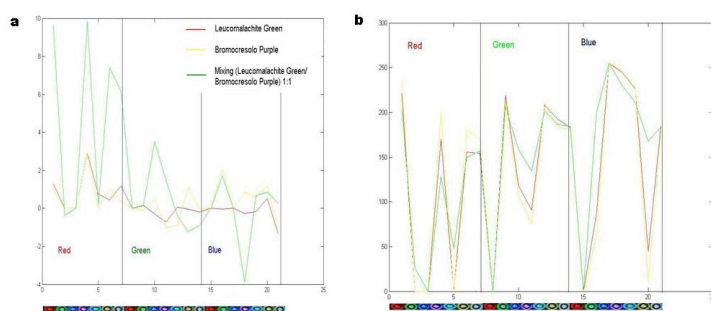 a
10
8
6
4
2
0
-2
-4
0
5
10
15
20
25
Leucomalachite Green
Bromocresolo Purple
Mixing (Leucomalachite Green/
Bromocresolo Purple) 1:1
Red
Green
Blue
b
300
250
200
150
100
50
0
0
5
10
15
20
25
Red
Green
Blue